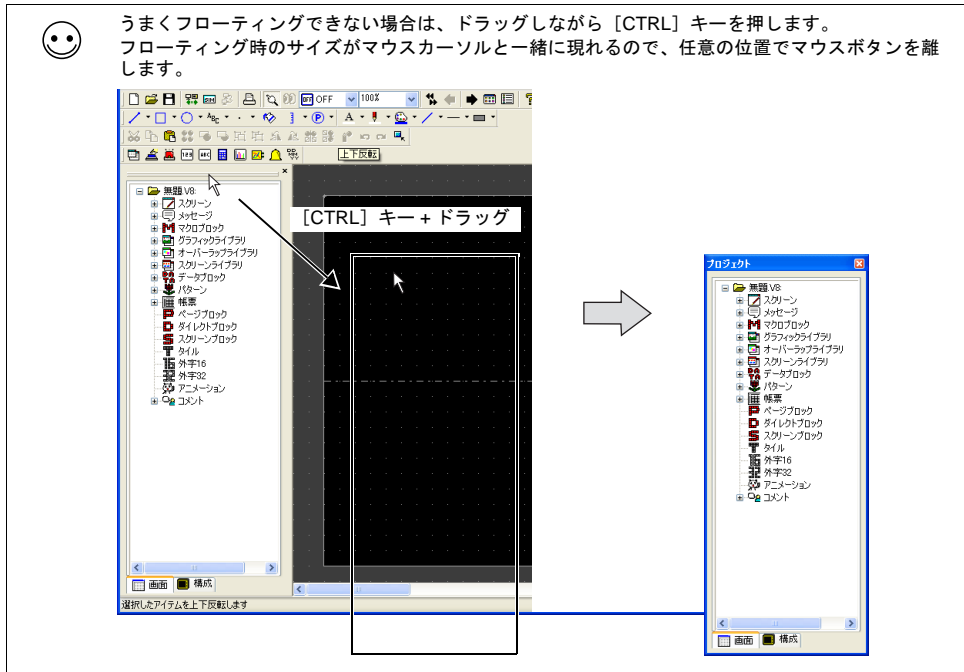 うまくフローティングできない場合は、ドラッグしながら［CTRL］キーを押します。
フローティング時のサイズがマウスカーソルと一緒に現れるので、任意の位置でマウスボタンを離
します。
OFF OFF 100%
ABC A
123 ABC
上下反転
無題.V8:
スクリーン
メッセージ
マクロブロック
グラフィックライブラリ
オーバーラップライブラリ
スクリーンライブラリ
データブロック
パターン
帳票
ページブロック
ダイレクトブロック
スクリーンブロック
タイル
外字16
外字32
アニメーション
コメント
画面 構成
選択したアイテムを上下反転します
［CTRL］キー + ドラッグ
プロジェクト
無題.V8:
スクリーン
メッセージ
マクロブロック
グラフィックライブラリ
オーバーラップライブラリ
スクリーンライブラリ
データブロック
パターン
帳票
ページブロック
ダイレクトブロック
スクリーンブロック
タイル
外字16
外字32
アニメーション
コメント
画面 構成